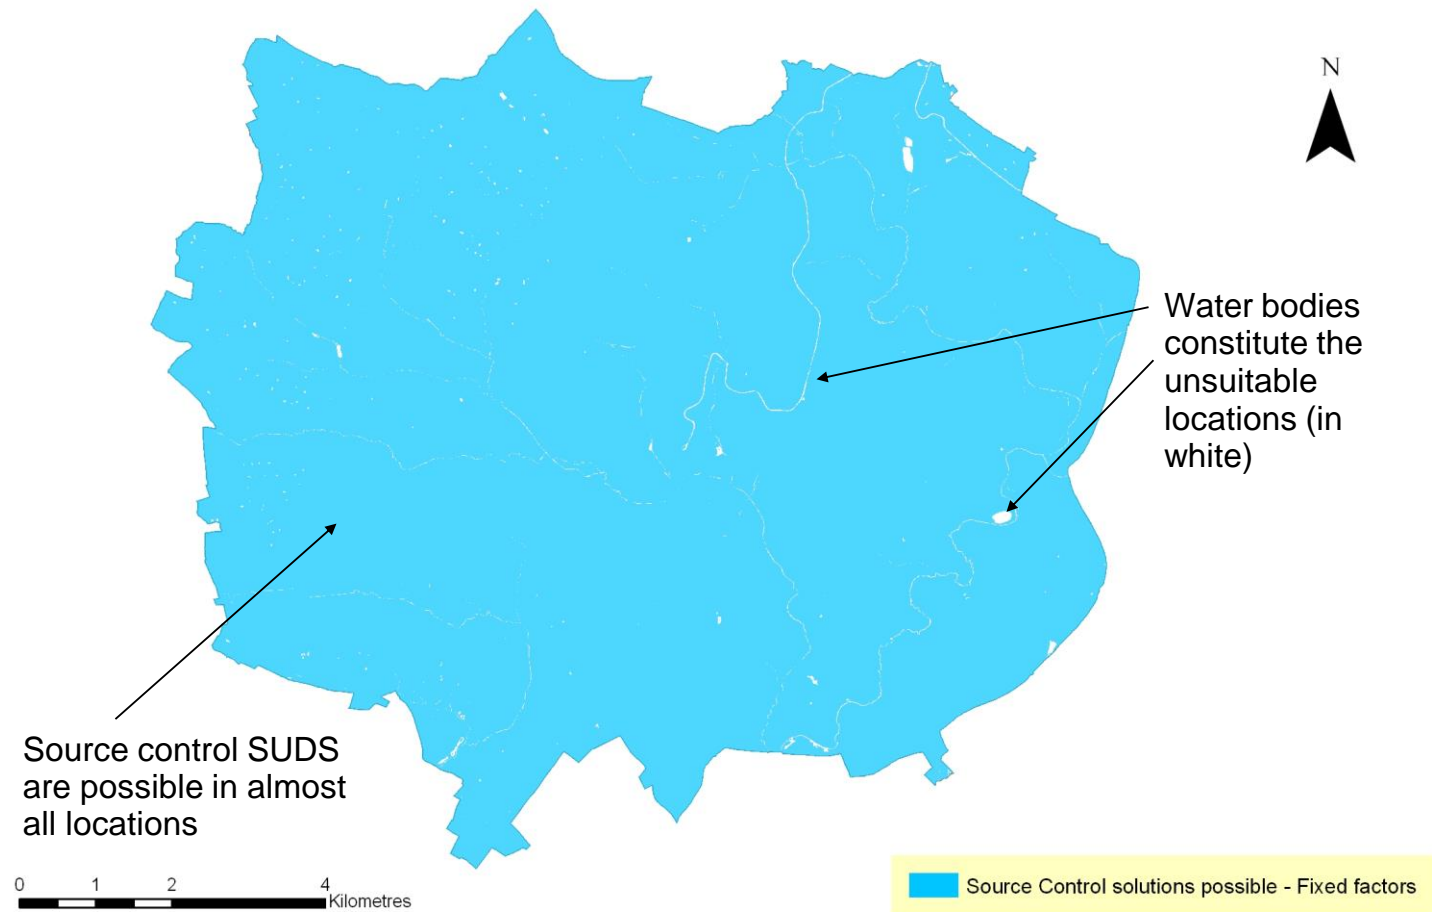 N
Water bodies
constitute the
unsuitable
locations (in
white)
Source control SUDS
are possible in almost
all locations
0 1 2 4
Kilometres
Source Control solutions possible - Fixed factors